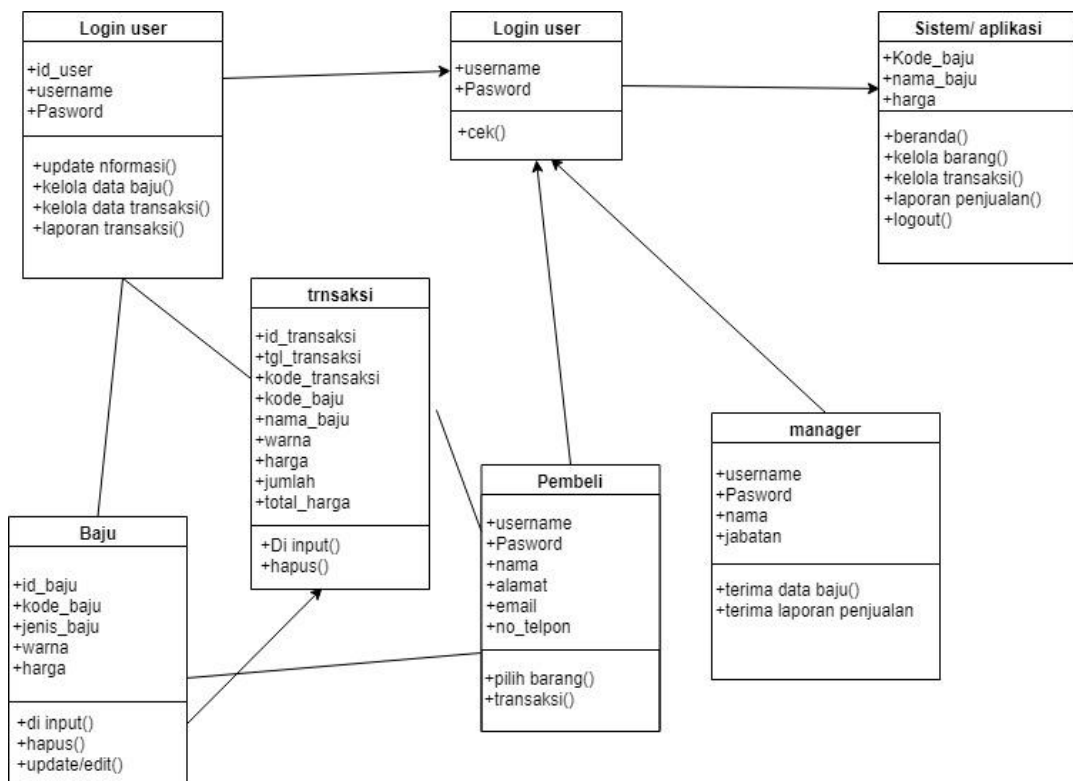 Login user
+id_user
+username
+Pasword
+update nformasi()
+kelola data baju()
+kelola data transaksi()
+laporan transaksi()
Login user
+username
+Pasword
+cek()
Sistem/ aplikasi
+Kode_baju
+nama_baju
+harga
+beranda()
+kelola barang()
+kelola transaksi()
+laporan penjualan()
+logout()
trnsaksi
+id_transaksi
+tgl_transaksi
+kode_transaksi
+kode_baju
+nama_baju
+warna
+harga
+jumlah
+total_harga
+Di input()
+hapus()
manager
+username
+Pasword
+nama
+jabatan
+terima data baju()
+terima laporan penjualan
Pembeli
+username
+Pasword
+nama
+alamat
+email
+no_telpon
+pilih barang()
+transaksi()
Baju
+id_baju
+kode_baju
+jenis_baju
+warna
+harga
+di input()
+hapus()
+update/edit()